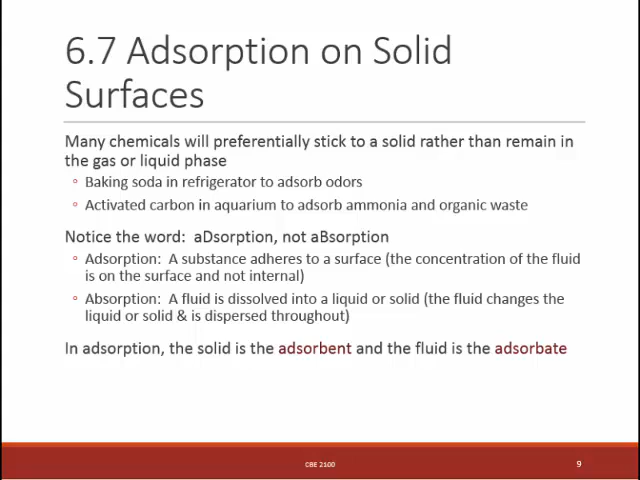 6.7 Adsorption on Solid
Surfaces
Many chemicals will preferentially stick to a solid rather than remain in
the gas or liquid phase
◦ Baking soda in refrigerator to adsorb odors
◦ Activated carbon in aquarium to adsorb ammonia and organic waste
Notice the word: aDsorption, not aBsorption
◦ Adsorption: A substance adheres to a surface (the concentration of the fluid
is on the surface and not internal)
◦ Absorption: A fluid is dissolved into a liquid or solid (the fluid changes the
liquid or solid & is dispersed throughout)
In adsorption, the solid is the adsorbent and the fluid is the adsorbate
CBE 2100
9